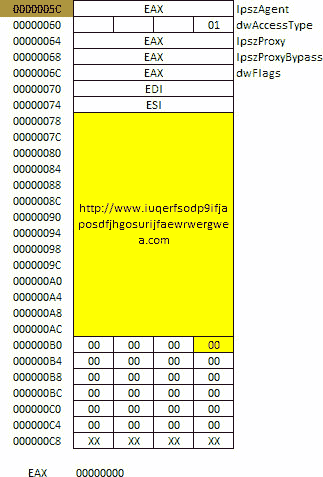 0000005C EAX lpszAgent
00000060 01 dwAccessType
00000064 EAX lpszProxy
00000068 EAX lpszProxyBypass
0000006C EAX dwFlags
00000070 EDI
00000074 ESI
00000078
0000007C
00000080
00000084
00000088
0000008C
00000090 http://www.iuqerfsodp9ifja
00000094 posdfjhgosurijfaewrwergwe
00000098 a.com
0000009C
000000A0
000000A4
000000A8
000000AC
000000B0 00 00 00 00
000000B4 00 00 00 00
000000B8 00 00 00 00
000000BC 00 00 00 00
000000C0 00 00 00 00
000000C4 00 00 00 00
000000C8 XX XX XX XX
EAX 00000000